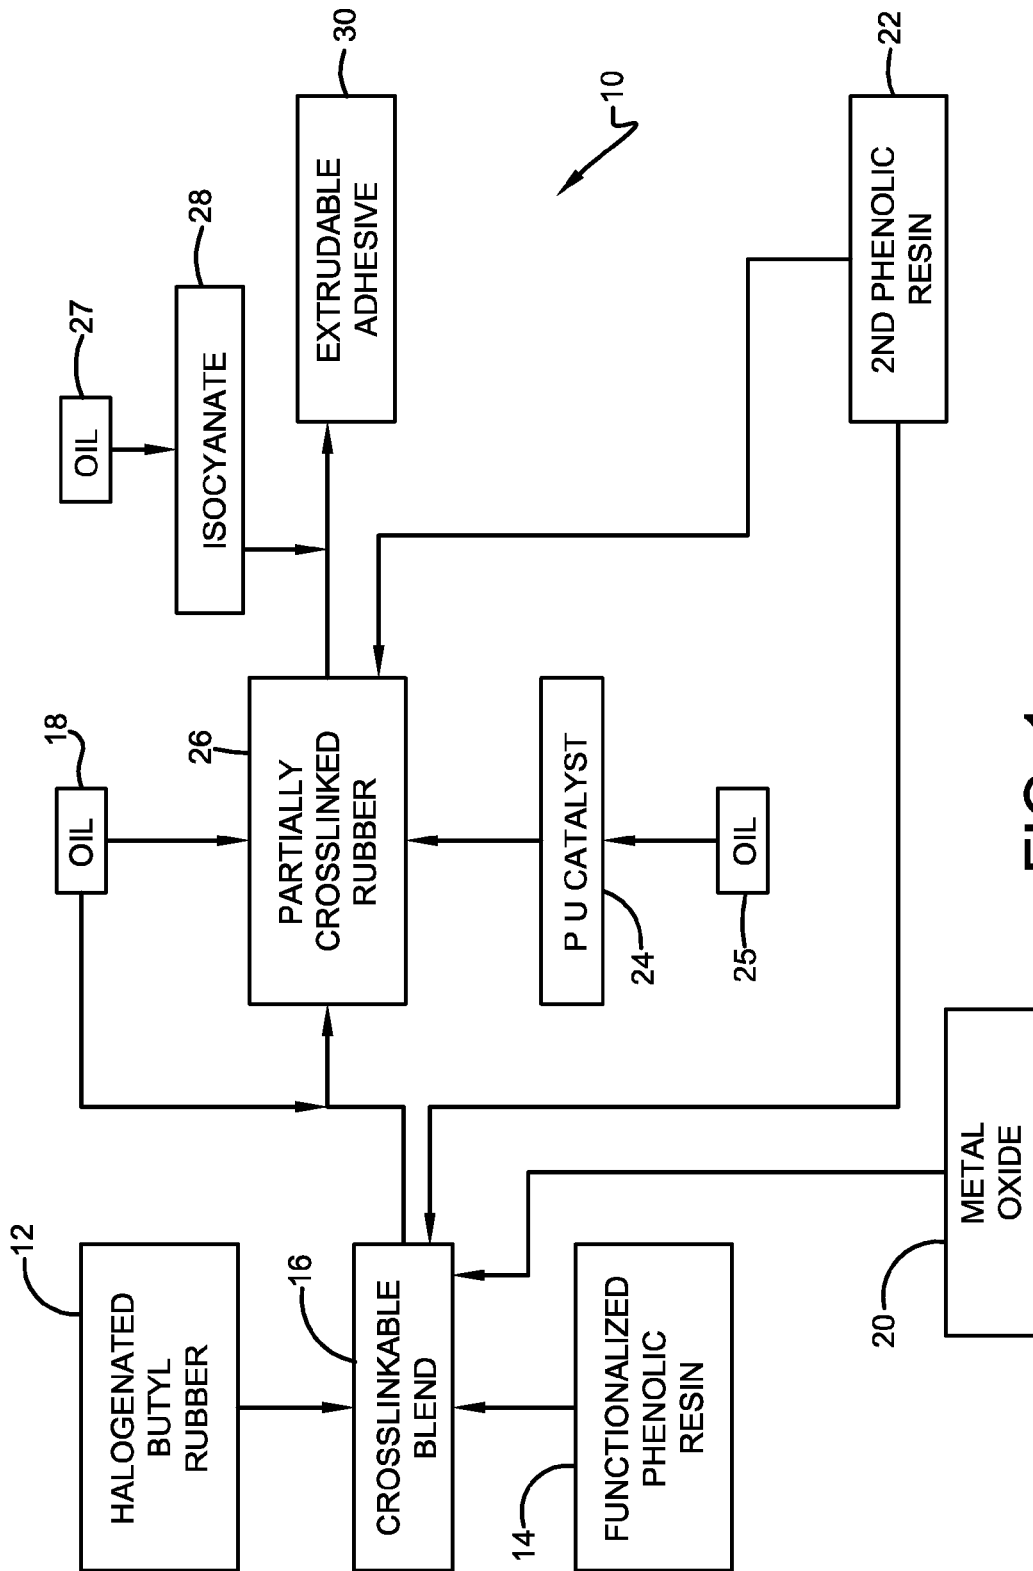 12
HALOGENATED
BUTYL
RUBBER
18
OIL
27
OIL
28
ISOCYANATE
30
EXTRUDABLE
ADHESIVE
26
PARTIALLY
CROSSLINKED
RUBBER
16
CROSSLINKABLE
BLEND
10
14
FUNCTIONALIZED
PHENOLIC
RESIN
P U CATALYST
24
OIL
25
2ND PHENOLIC
RESIN
22
20
METAL
OXIDE
FIG